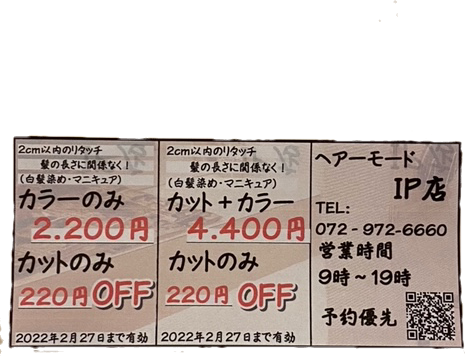 2cm以内のリタッチ
髪の長さに関係なく！
(白髪染め・マニキュア)
カラーのみ
2.200円
カットのみ
220円OFF
2022年2月27日まで有効
2cm以内のリタッチ
髪の長さに関係なく！
(白髪染め・マニキュア)
カット+カラー
4.400円
カットのみ
220円OFF
2022年2月27日まで有効
ヘアーモード
IP店
TEL:
072-972-6660
営業時間
9時～19時
予約優先